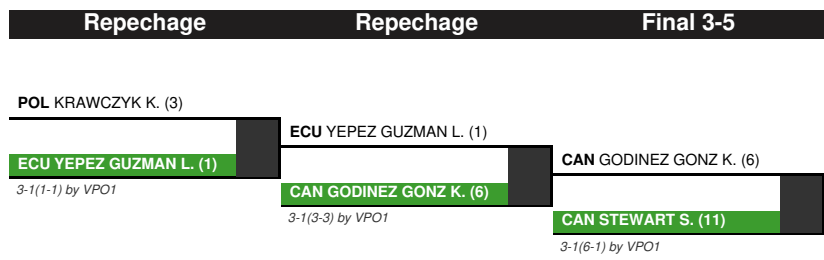 Repechage Repechage Final 3-5
POL KRAWCZYK K. (3)
ECU YEPEZ GUZMAN L. (1)
3-1(1-1) by VPO1
ECU YEPEZ GUZMAN L. (1)
CAN GODINEZ GONZ K. (6)
3-1(3-3) by VPO1
CAN GODINEZ GONZ K. (6)
CAN STEWART S. (11)
3-1(6-1) by VPO1